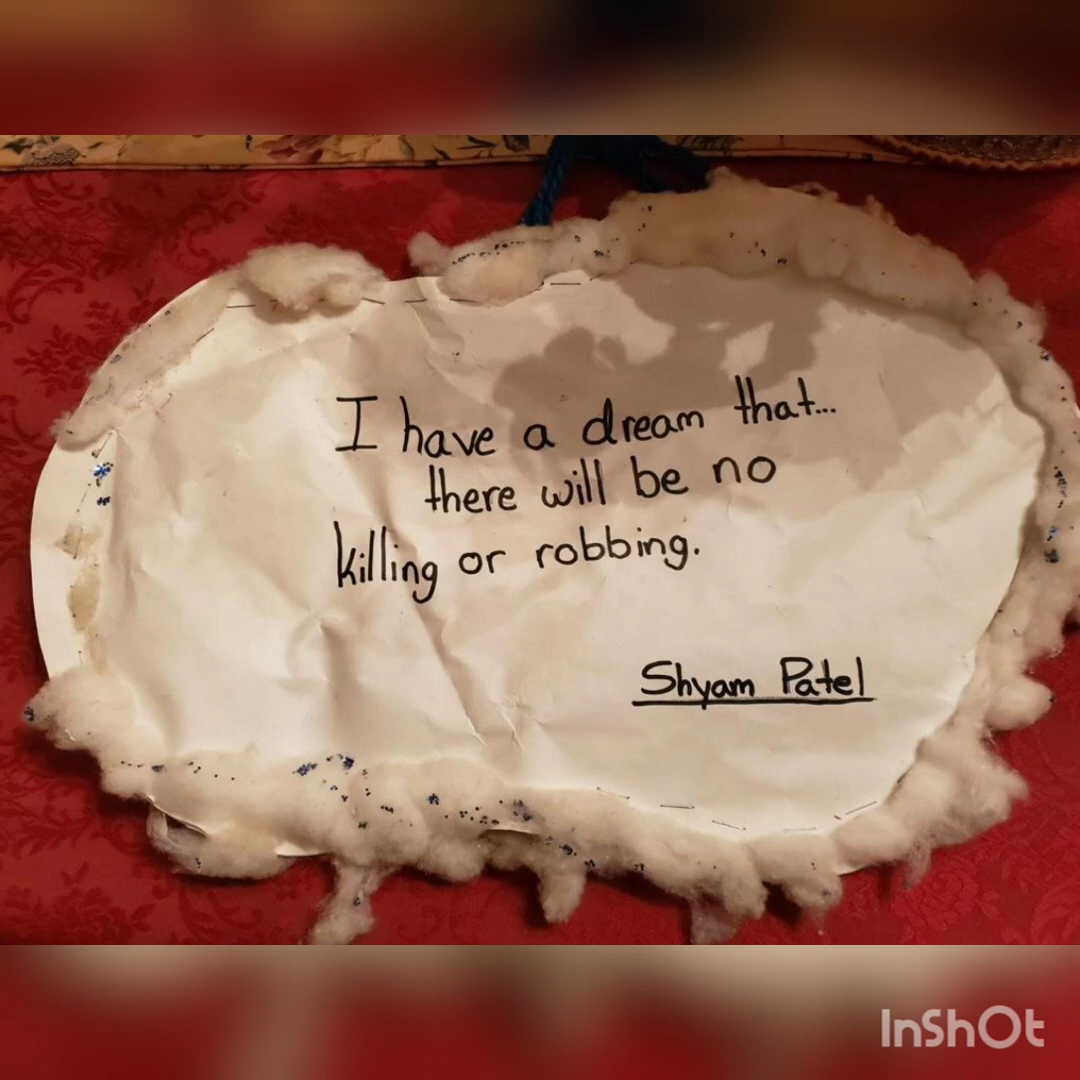 I have a dream that...
there will be no
killing or robbing.
Shyam Patel
InShOt